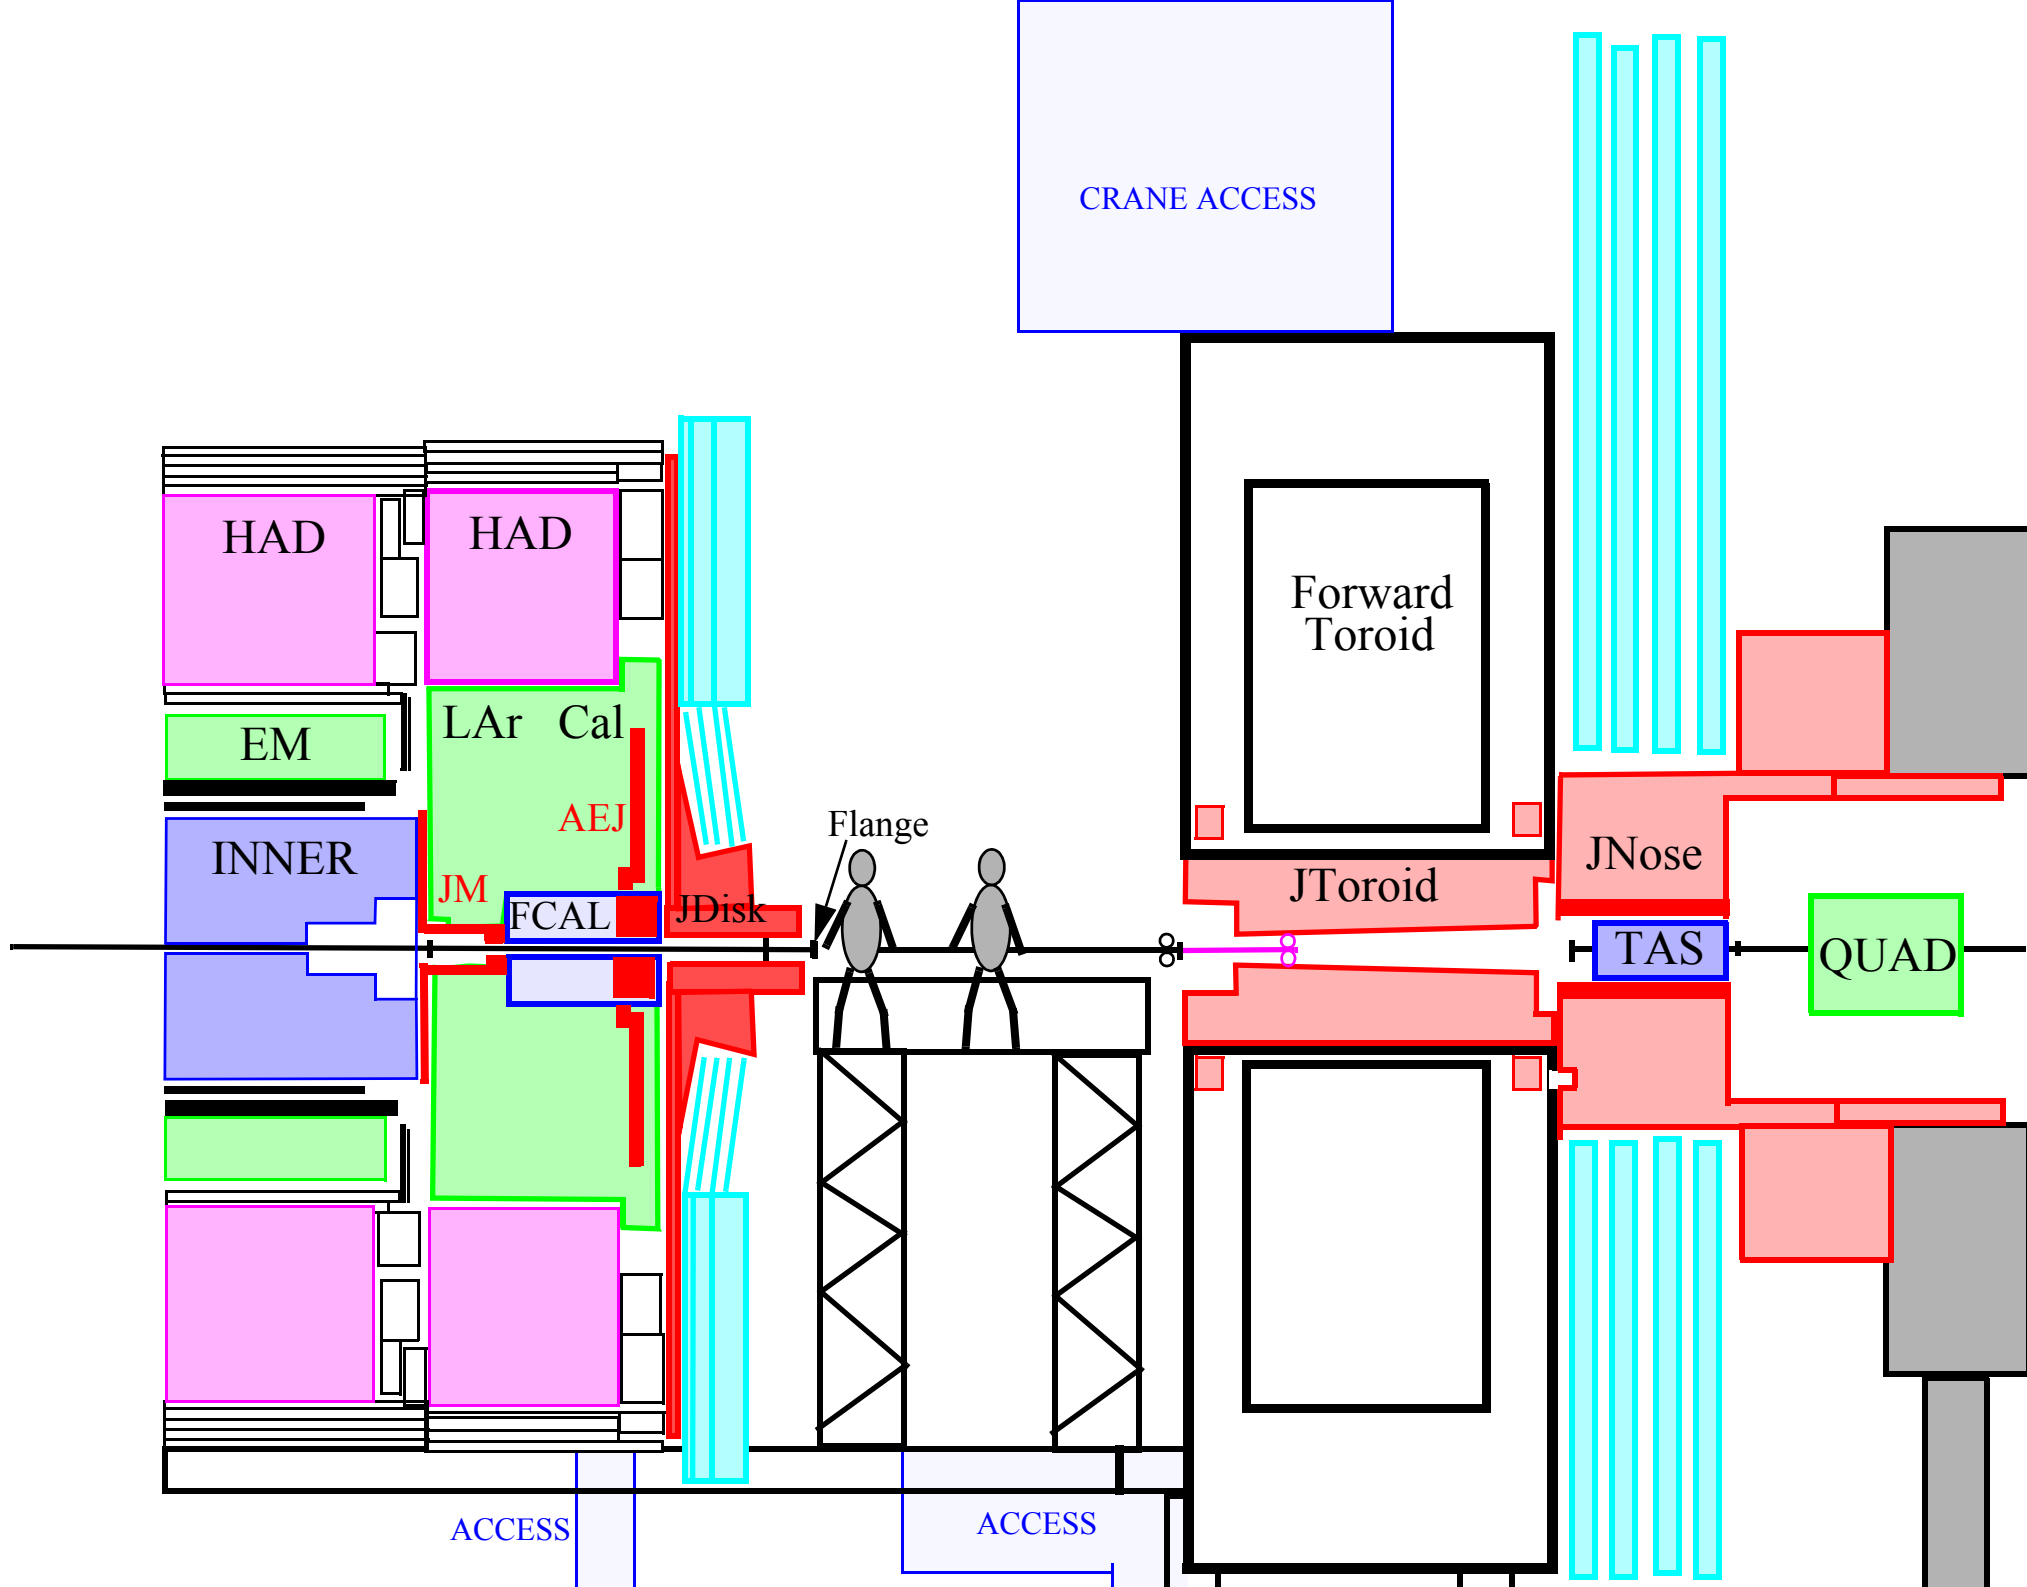 CRANE ACCESS
HAD
HAD
Forward
Toroid
LAr Cal
EM
AEJ
Flange
INNER
JM
FCAL
JDisk
JToroid
JNose
TAS
QUAD
ACCESS
ACCESS